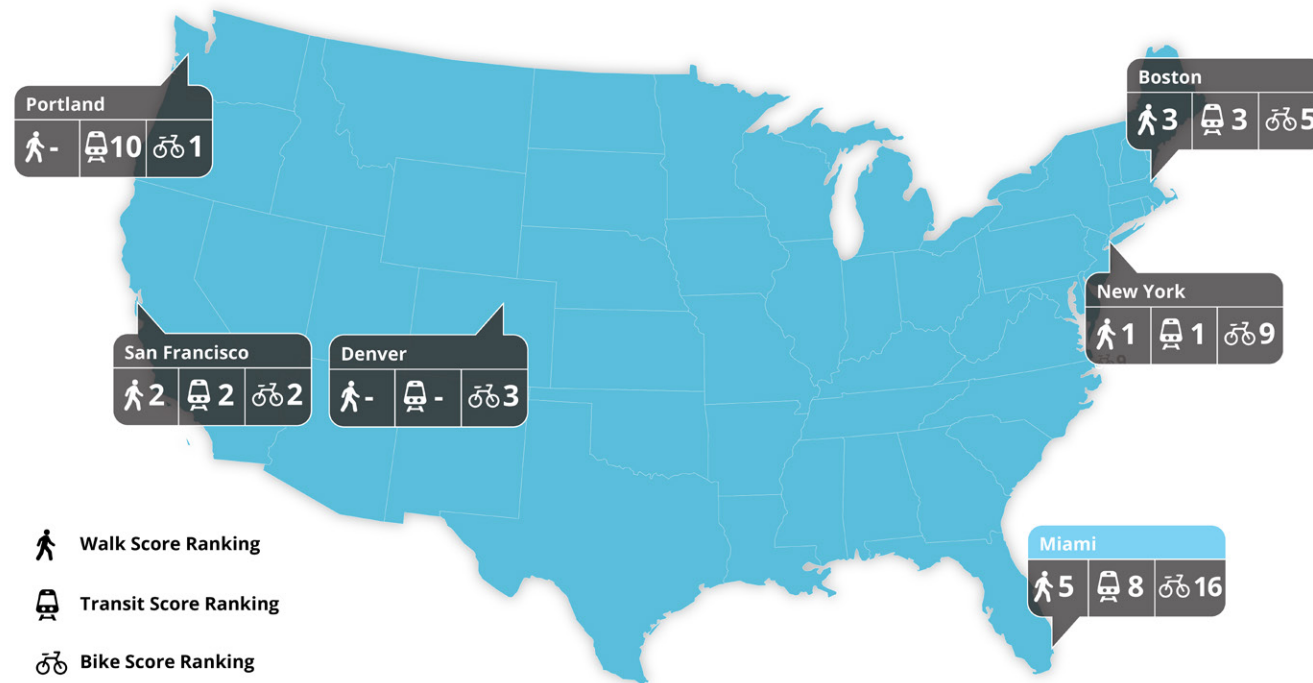 Portland
- 10 1
Boston
3 3 5
New York
1 1 9
San Francisco
2 2 2
Denver
- - 3
Miami
5 8 16
Walk Score Ranking
Transit Score Ranking
Bike Score Ranking